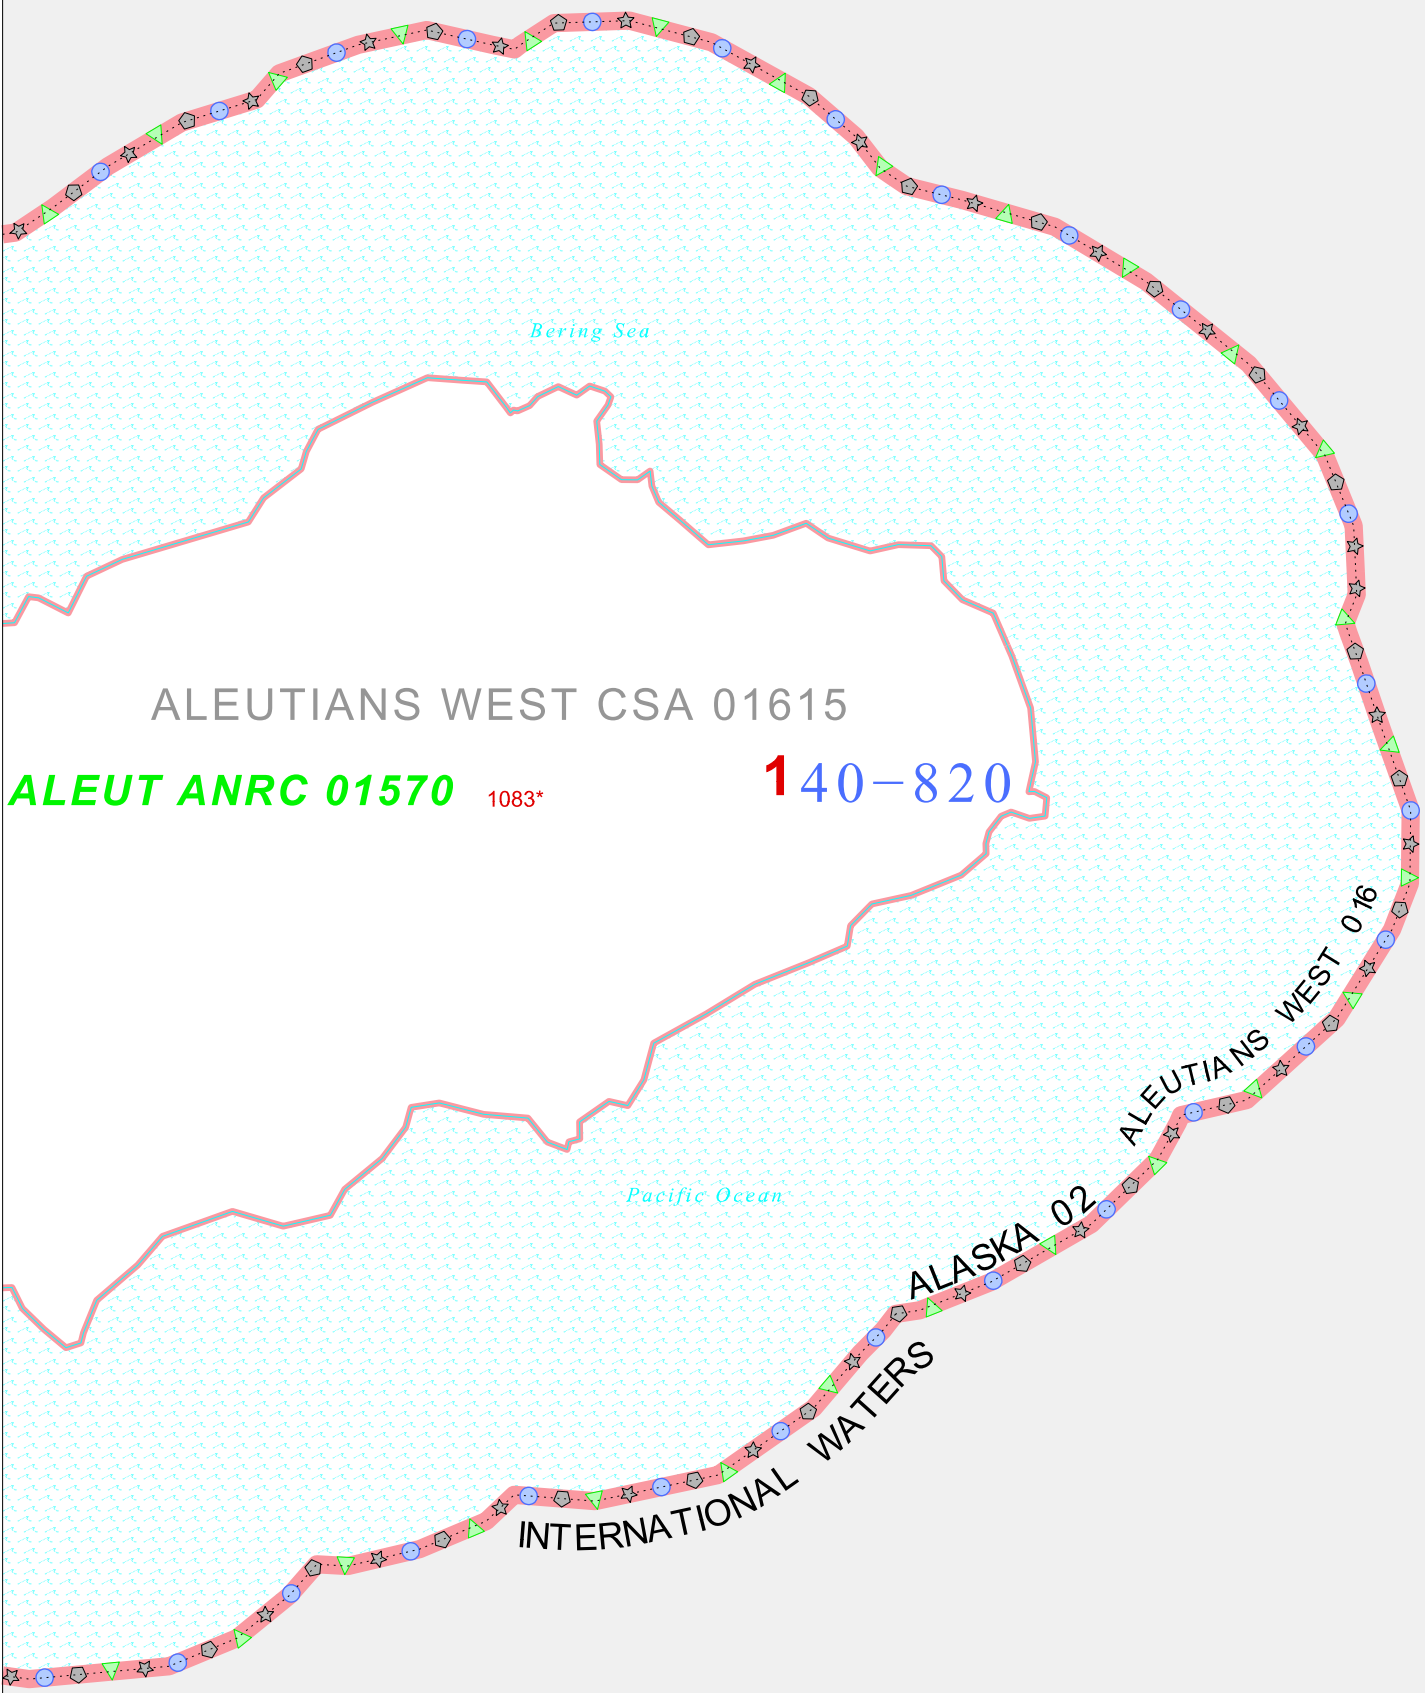 Bering Sea
ALEUTIANS WEST CSA 01615
ALEUT ANRC 01570 1083* 140-820
ALEUTIANS WEST 016
Pacific Ocean
ALASKA 02
INTERNATIONAL WATERS